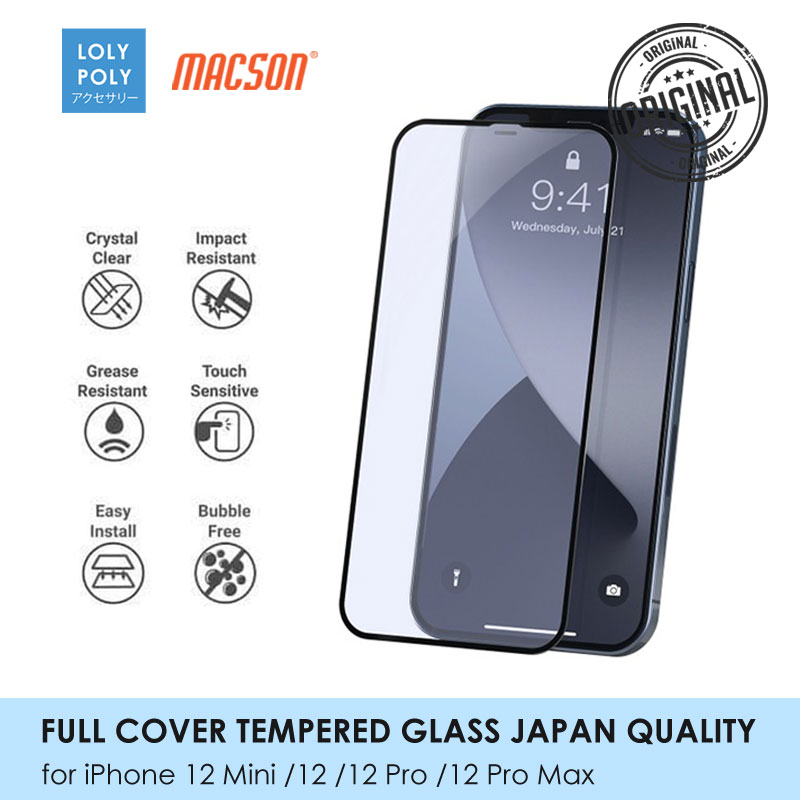 LOLY
POLY
アクセサリー
MACSON®
ORIGINAL
ORIGINAL
ORIGINAL
9:41
Wednesday, July 21
Crystal
Clear
Impact
Resistant
Grease
Resistant
Touch
Sensitive
Easy
Install
Bubble
Free
FULL COVER TEMPERED GLASS JAPAN QUALITY
for iPhone 12 Mini /12 /12 Pro /12 Pro Max